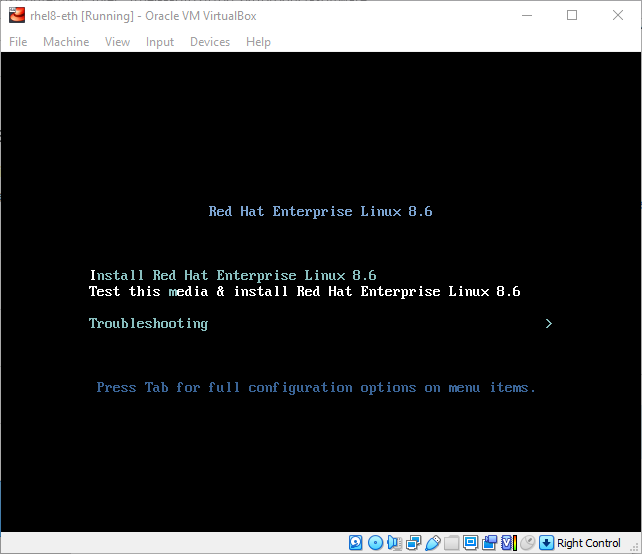 rhel8-eth [Running] - Oracle VM VirtualBox
File Machine View Input Devices Help
Red Hat Enterprise Linux 8.6
Install Red Hat Enterprise Linux 8.6
Test this media & install Red Hat Enterprise Linux 8.6
Troubleshooting >
Press Tab for full configuration options on menu items.
Right Control